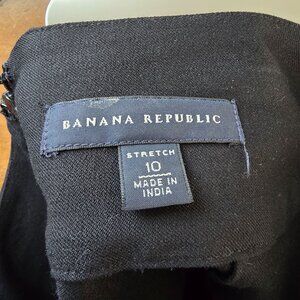 BANANA REPUBLIC
STRETCH
10
MADE IN
INDIA